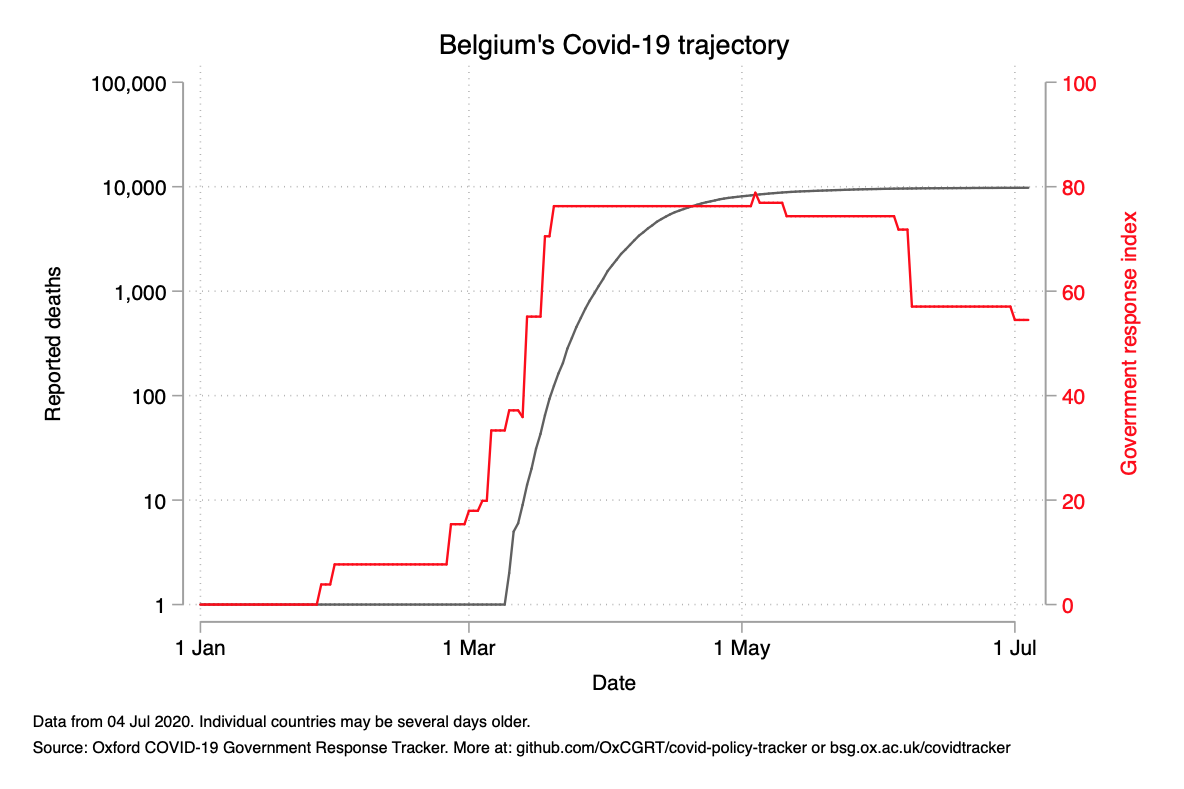 Belgium's Covid-19 trajectory
100,000
10,000
1,000
100
10
1
Reported deaths
100
80
60
40
20
0
Government response index
1 Jan
1 Mar
1 May
1 Jul
Date
Data from 04 Jul 2020. Individual countries may be several days older.
Source: Oxford COVID-19 Government Response Tracker. More at: github.com/OxCGRT/covid-policy-tracker or bsg.ox.ac.uk/covidtracker